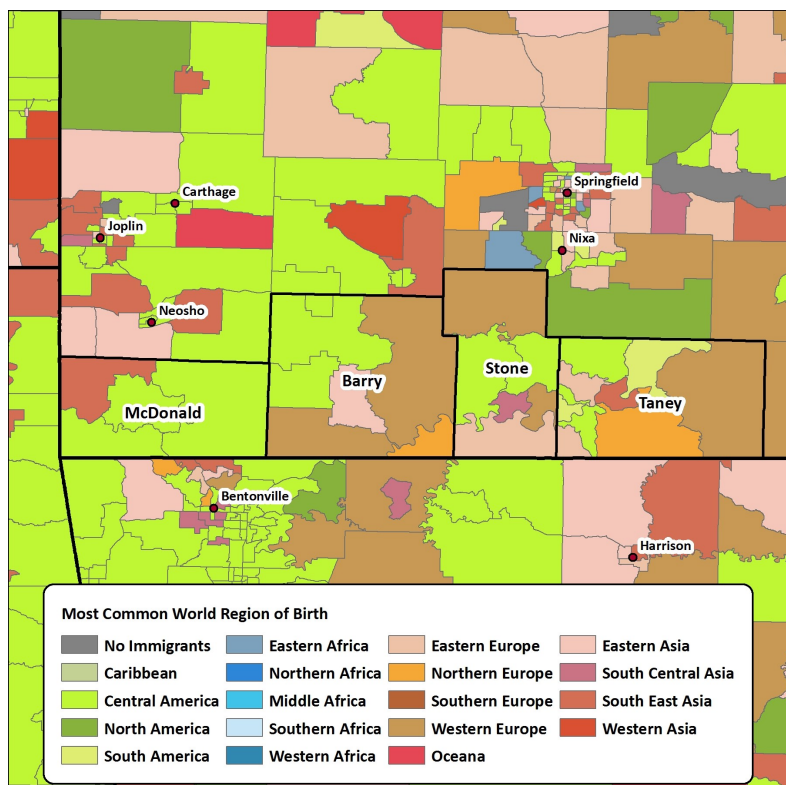 Carthage
Springfield
Joplin
Nixa
Neosho
Stone
Barry
Taney
McDonald
Bentonville
Harrison
Most Common World Region of Birth
No Immigrants
Eastern Africa
Eastern Europe
Eastern Asia
Caribbean
Northern Africa
Northern Europe
South Central Asia
Central America
Middle Africa
Southern Europe
South East Asia
North America
Southern Africa
Western Europe
Western Asia
South America
Western Africa
Oceana